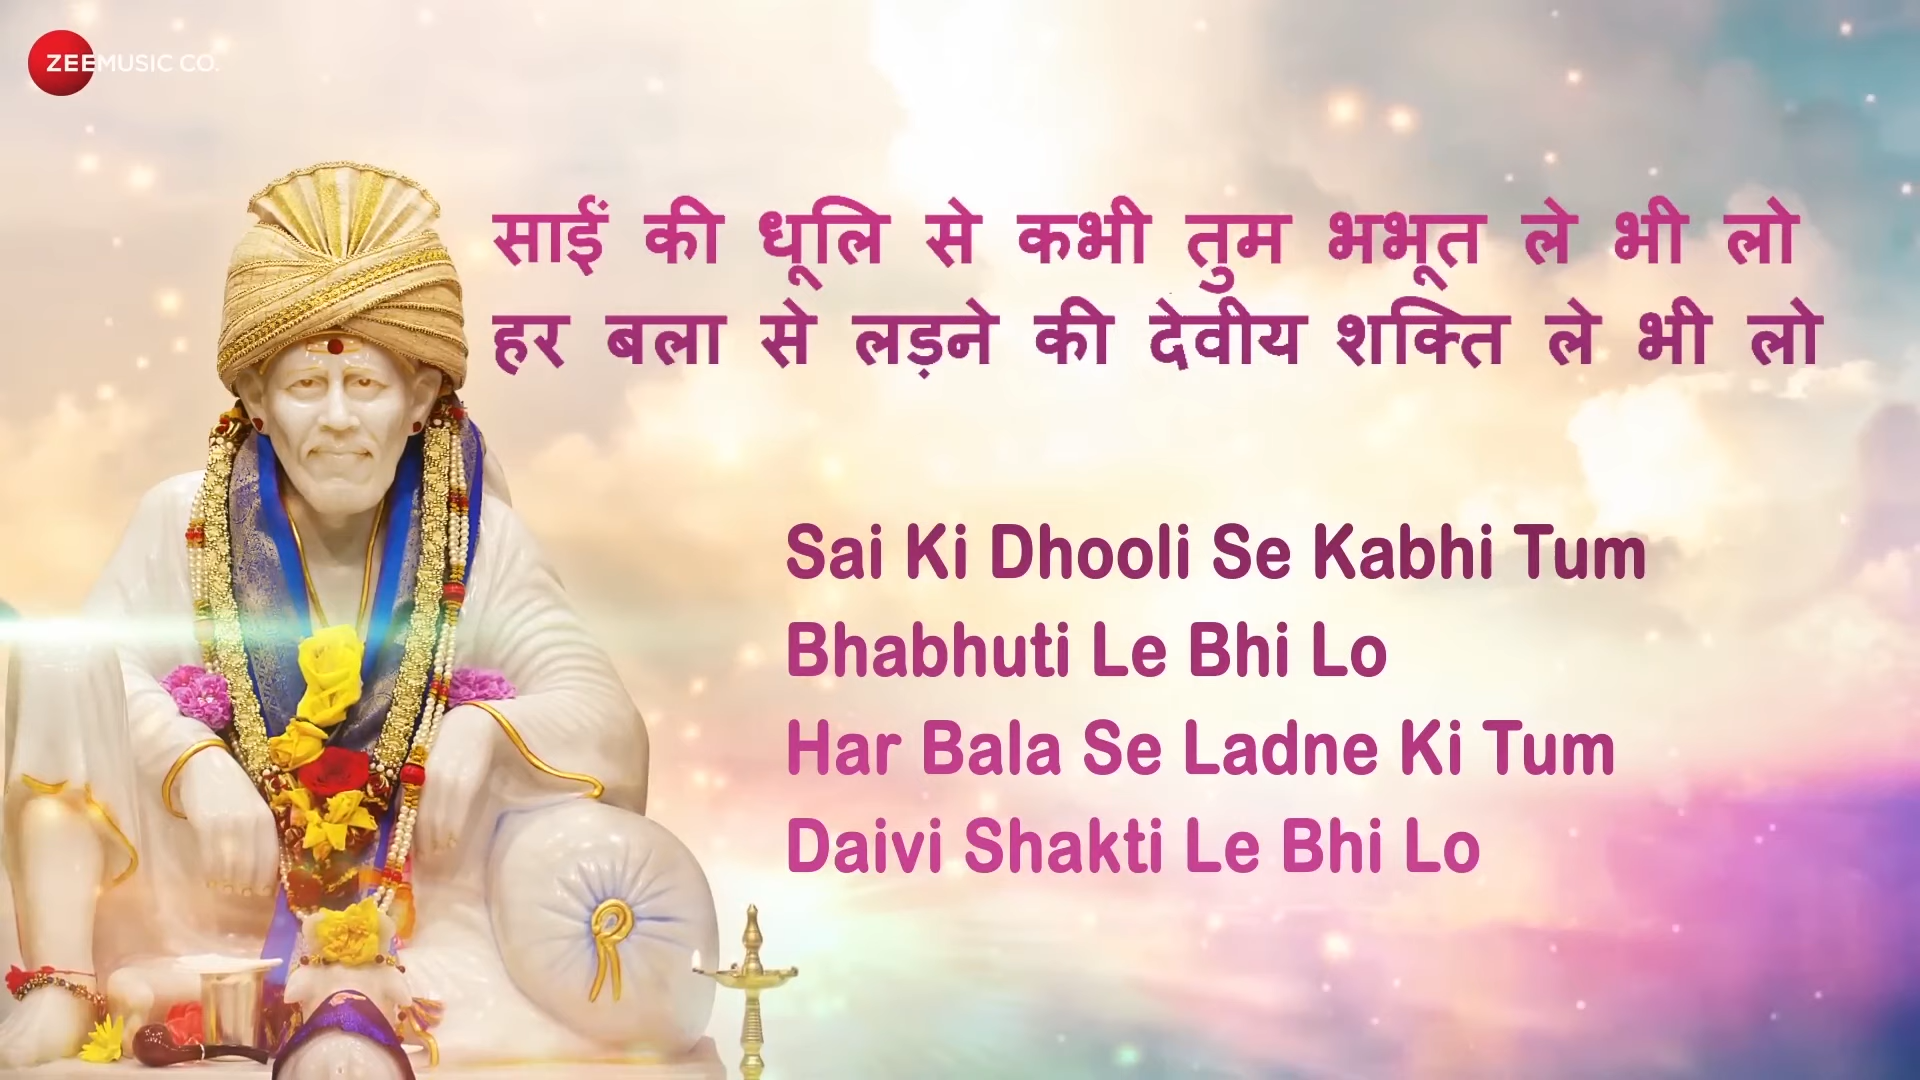 ZEEMUSIC CO.
साईं की धूलि से कभी तुम भभूत ले भी लो
हर बला से लड़ने की देवीय शक्ति ले भी लो
Sai Ki Dhooli Se Kabhi Tum
Bhabhuti Le Bhi Lo
Har Bala Se Ladne Ki Tum
Daivi Shakti Le Bhi Lo